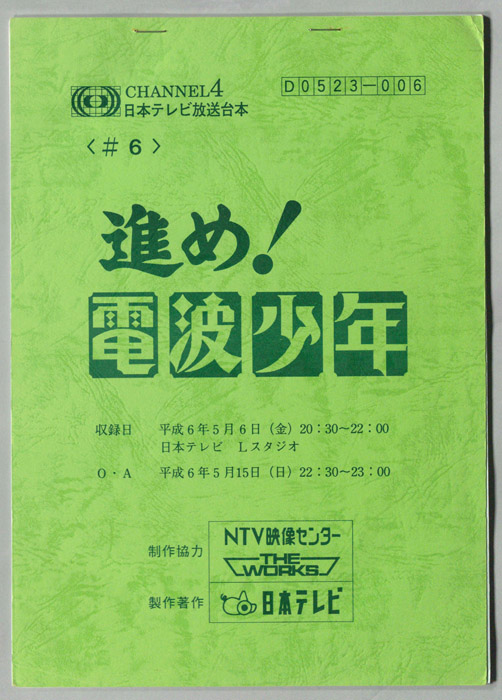 CHANNEL4
日本テレビ放送台本
D0523-006
〈#6〉
進め!
電波少年
収録日 平成6年5月6日(金)20:30〜22:00
日本テレビ Lスタジオ
O・A 平成6年5月15日(日)22:30〜23:00
制作協力
NTV映像センター
THE WORKS
製作著作
日本テレビ